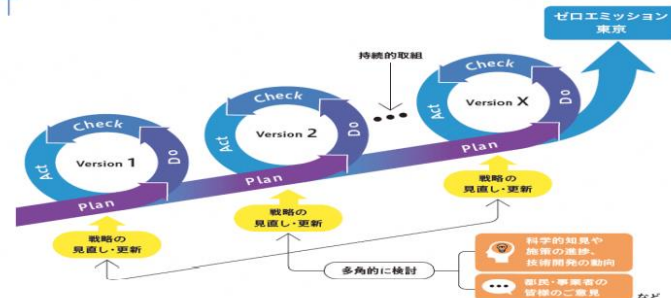 ゼロエミッション
東京
持続的取組
Check
Act
Version X
Do
Plan
Check
Act
Version 2
Do
Plan
Check
Act
Version 1
Do
Plan
戦略の
見直し・更新
戦略の
見直し・更新
戦略の
見直し・更新
多角的に検討
科学的知見や
施策の進捗、
技術開発の動向
都民・事業者の
皆様のご意見
など